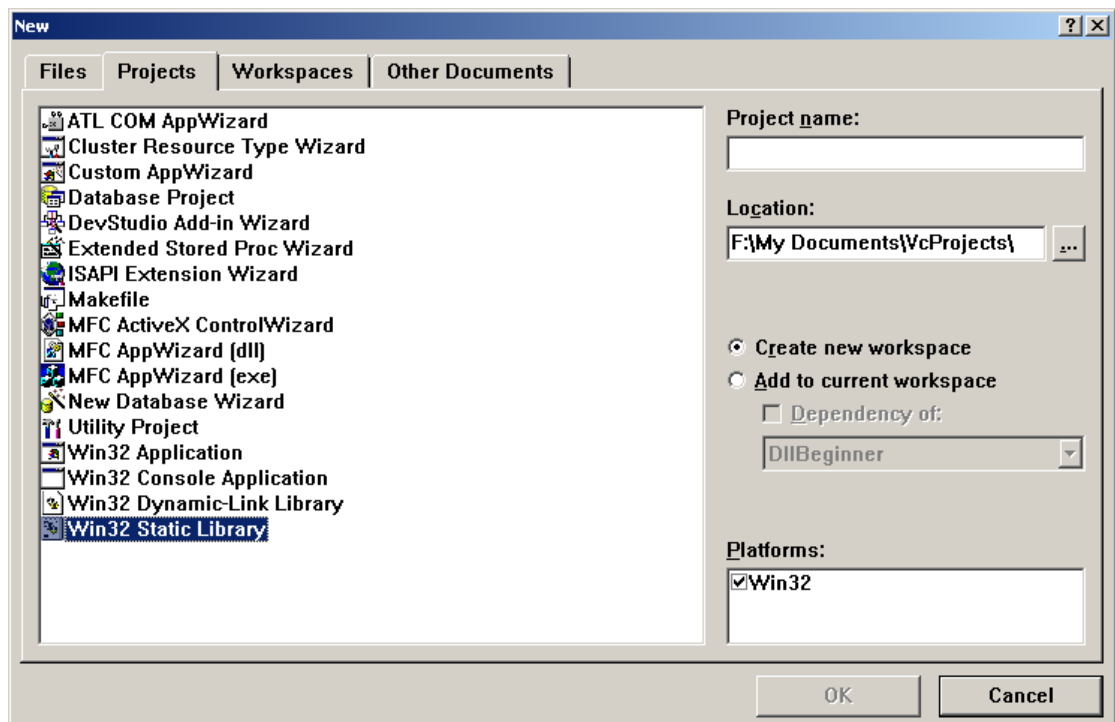 New
Files Projects Workspaces Other Documents
ATL COM AppWizard
Cluster Resource Type Wizard
Custom AppWizard
Database Project
DevStudio Add-in Wizard
Extended Stored Proc Wizard
ISAPI Extension Wizard
Makefile
MFC ActiveX ControlWizard
MFC AppWizard (dll)
MFC AppWizard (exe)
New Database Wizard
Utility Project
Win32 Application
Win32 Console Application
Win32 Dynamic-Link Library
Win32 Static Library
Project name:
Location:
F:\My Documents\VcProjects\
...
Create new workspace
Add to current workspace
Dependency of:
DllBeginner
Platforms:
Win32
OK Cancel